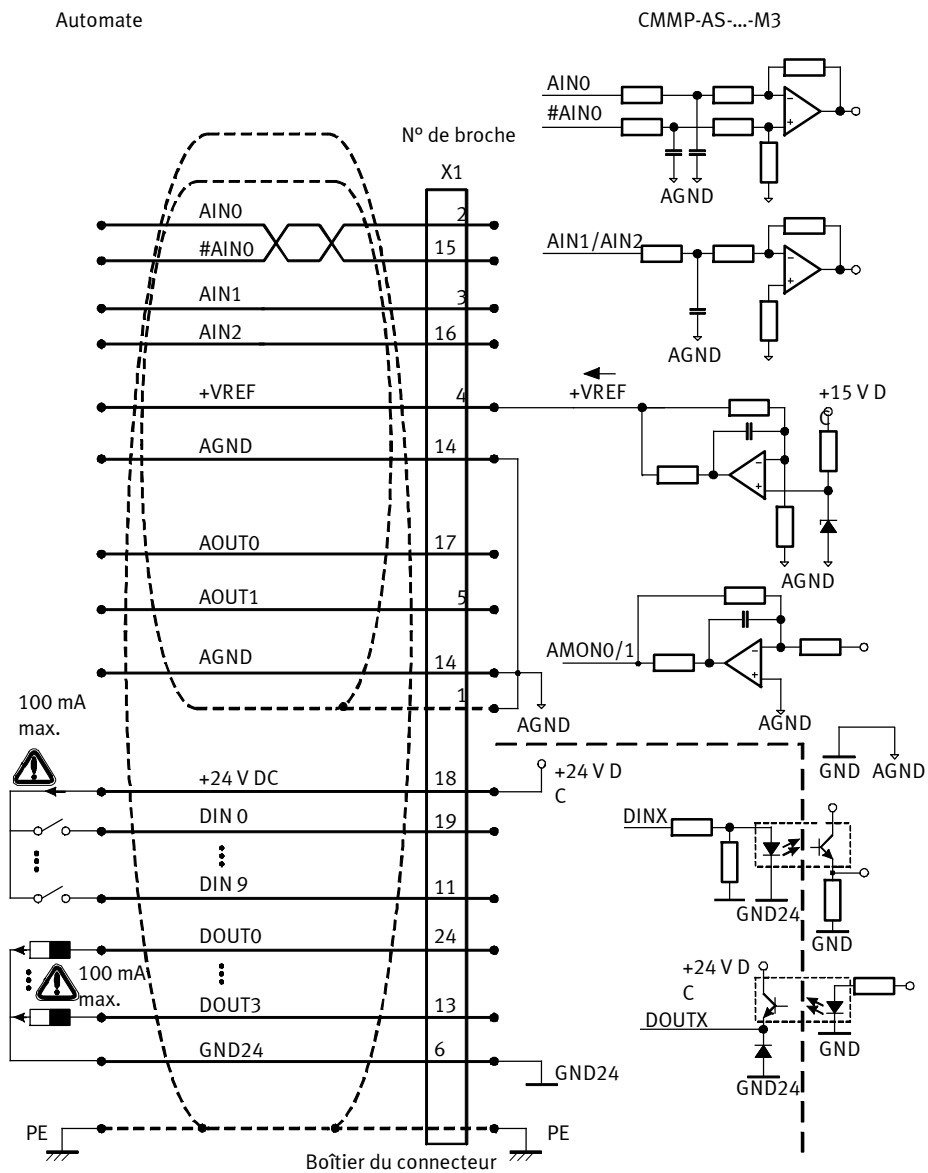 Automate
CMMP-AS-...-M3
Nº de broche
X1
AIN0
2
#AIN0
15
AIN1
3
AIN2
16
+VREF
4
AGND
14
AOUT0
17
AOUT1
5
AGND
14
1
AGND
100 mA
max.
+24 V DC
18
+24 V D
C
DIN 0
19
DIN 9
11
DOUT0
24
100 mA
max.
DOUT3
13
GND24
6
GND24
PE
PE
Boîtier du connecteur
AIN0
#AIN0
AGND
AIN1/AIN2
AGND
+VREF
+15 V D
C
AGND
AMON0/1
AGND
GND
AGND
DINX
GND24
GND
+24 V D
C
DOUTX
GND
GND24